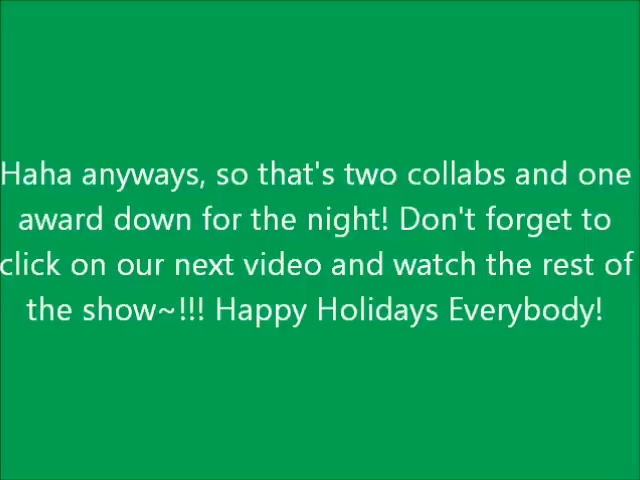 Haha anyways, so that's two collabs and one
award down for the night! Don't forget to
click on our next video and watch the rest of
the show~!!! Happy Holidays Everybody!